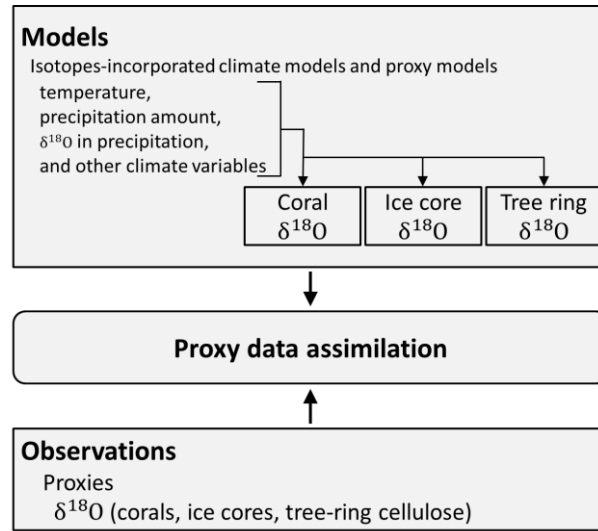 Models
Isotopes-incorporated climate models and proxy models
temperature,
precipitation amount,
δ¹⁸O in precipitation,
and other climate variables
Coral
δ¹⁸O
Ice core
δ¹⁸O
Tree ring
δ¹⁸O
Proxy data assimilation
Observations
Proxies
δ¹⁸O (corals, ice cores, tree-ring cellulose)